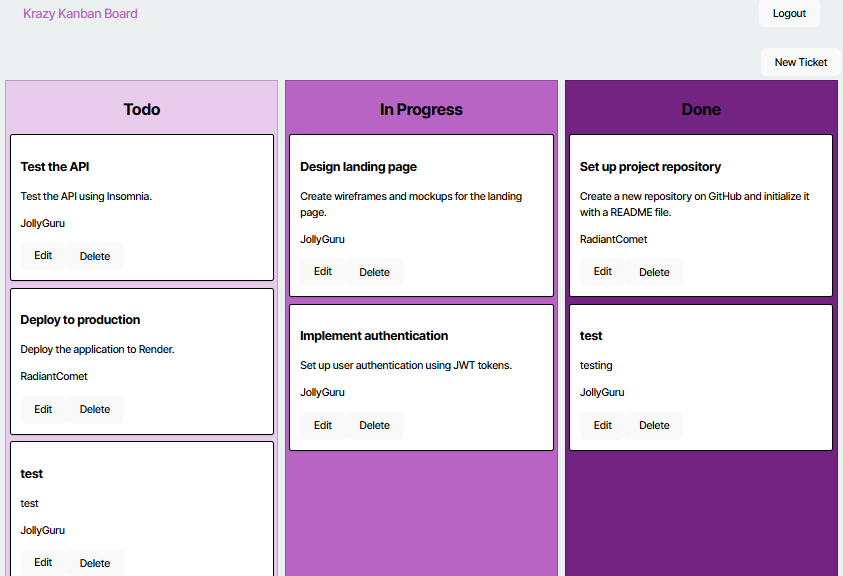 Krazy Kanban Board
Logout
New Ticket
Todo
Test the API
Test the API using Insomnia.
JollyGuru
Edit
Delete
Deploy to production
Deploy the application to Render.
RadiantComet
Edit
Delete
test
test
JollyGuru
Edit
Delete
In Progress
Design landing page
Create wireframes and mockups for the landing
page.
JollyGuru
Edit
Delete
Implement authentication
Set up user authentication using JWT tokens.
JollyGuru
Edit
Delete
Done
Set up project repository
Create a new repository on GitHub and initialize it
with a README file.
RadiantComet
Edit
Delete
test
testing
JollyGuru
Edit
Delete